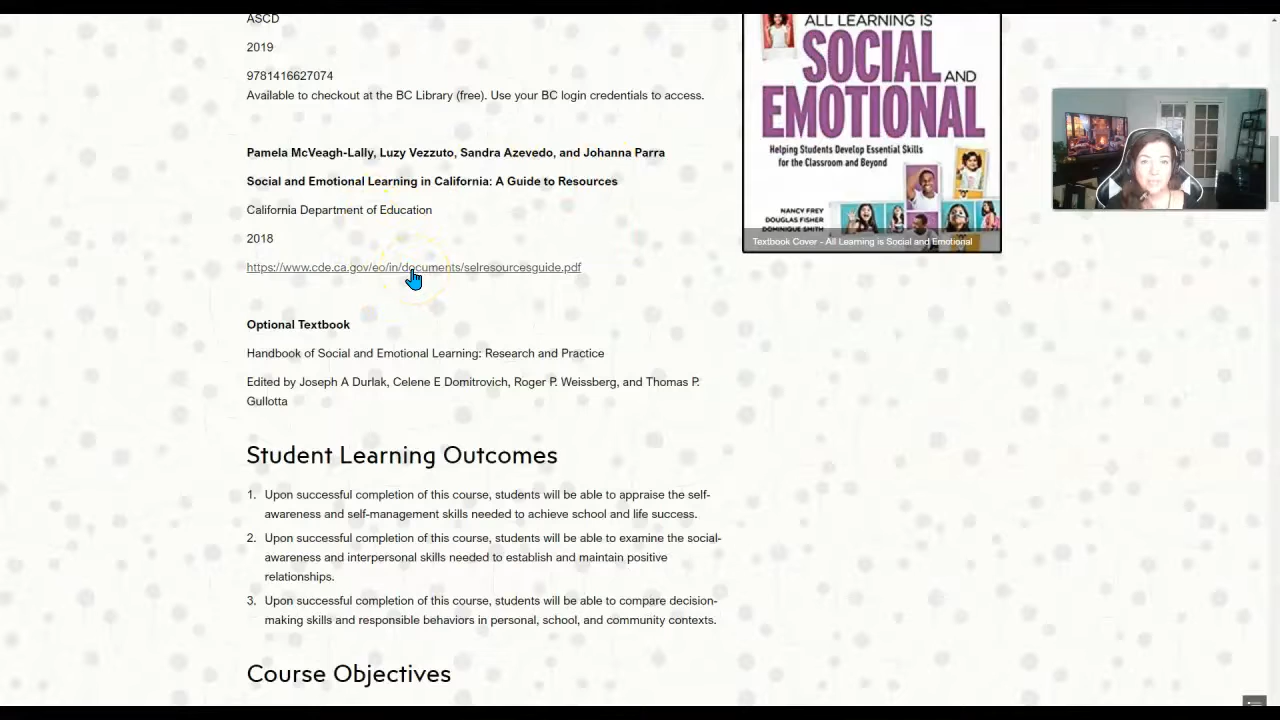 ASCD
2019
9781416627074
Available to checkout at the BC Library (free). Use your BC login credentials to access.
Pamela McVeagh-Lally, Luzy Vezzuto, Sandra Azevedo, and Johanna Parra
Social and Emotional Learning in California: A Guide to Resources
California Department of Education
2018
https://www.cde.ca.gov/eo/in/documents/selresourcesguide.pdf
Optional Textbook
Handbook of Social and Emotional Learning: Research and Practice
Edited by Joseph A Durlak, Celene E Domitrovich, Roger P. Weissberg, and Thomas P.
Gullotta
Student Learning Outcomes
1. Upon successful completion of this course, students will be able to appraise the self-
awareness and self-management skills needed to achieve school and life success.
2. Upon successful completion of this course, students will be able to examine the social-
awareness and interpersonal skills needed to establish and maintain positive
relationships.
3. Upon successful completion of this course, students will be able to compare decision-
making skills and responsible behaviors in personal, school, and community contexts.
Course Objectives
ALL LEARNING IS
SOCIAL AND
EMOTIONAL
Helping Students Develop Essential Skills
for the Classroom and Beyond
NANCY FREY
DOUGLAS FISHER
DOMINIQUE SMITH
Textbook Cover - All Learning is Social and Emotional